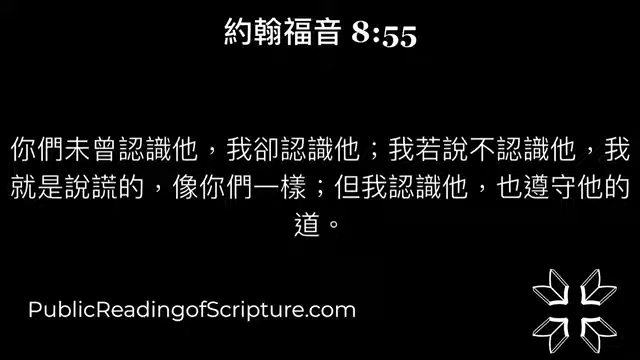 約翰福音 8:55
你們未曾認識他，我卻認識他；我若說不認識他，我
就是說謊的，像你們一樣；但我認識他，也遵守他的
道。
PublicReadingofScripture.com